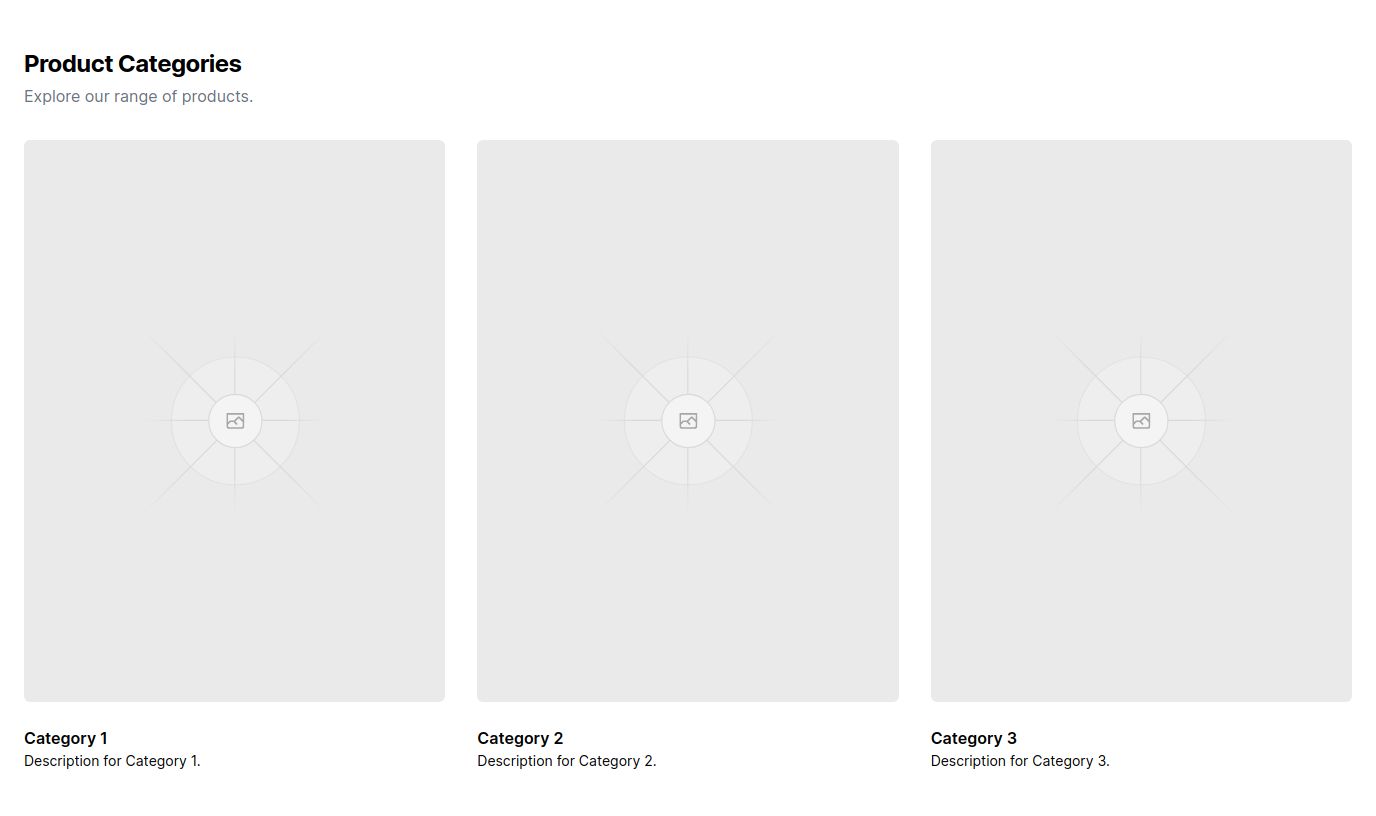 Product Categories
Explore our range of products.
Category 1
Description for Category 1.
Category 2
Description for Category 2.
Category 3
Description for Category 3.